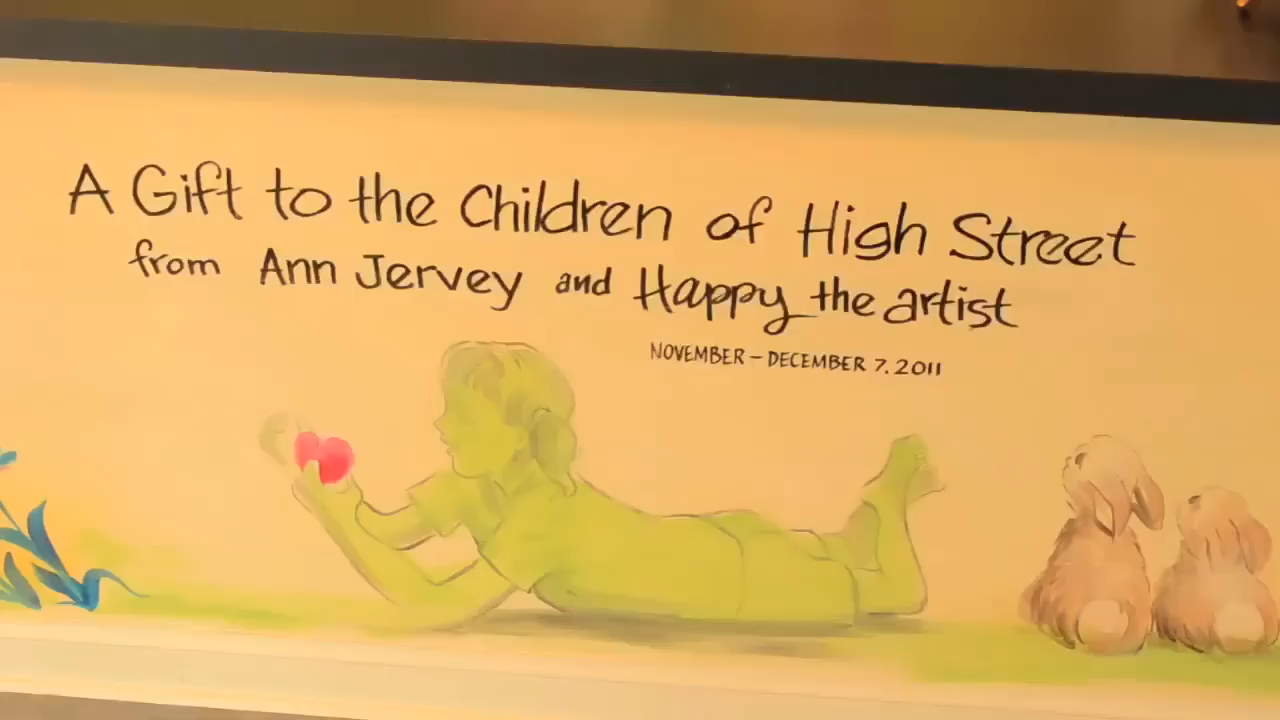 A Gift to the Children of High Street
from Ann Jervey and Happy the artist
NOVEMBER – DECEMBER 7. 2011